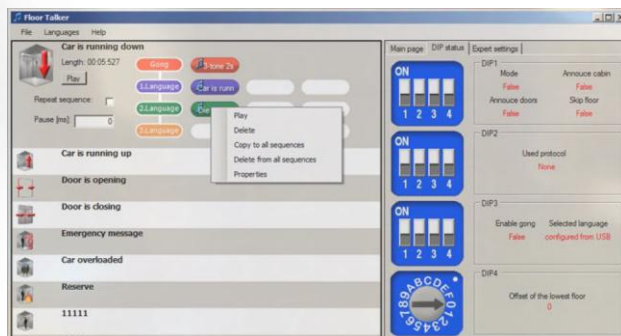 Floor Talker
File Languages Help
Car is running down
Length: 00:05.527
Play
Repeat sequence:
Pause [ms]: 0
Gong 3-tone 2s
1.Language Car is runn
2.Language Die
3.Language
Play
Delete
Copy to all sequences
Delete from all sequences
Properties
Car is running up
Door is opening
Door is closing
Emergency message
Car overloaded
Reserve
11111
Main page DIP status Expert settings
ON
1 2 3 4
DIP1
Mode Annouce cabin
False False
Annouce doors Skip floor
False False
ON
1 2 3 4
DIP2
Used protocol
None
ON
1 2 3 4
DIP3
Enable gong Selected language
False configured from USB
0123456789ABCDEF
DIP4
Offset of the lowest floor
0